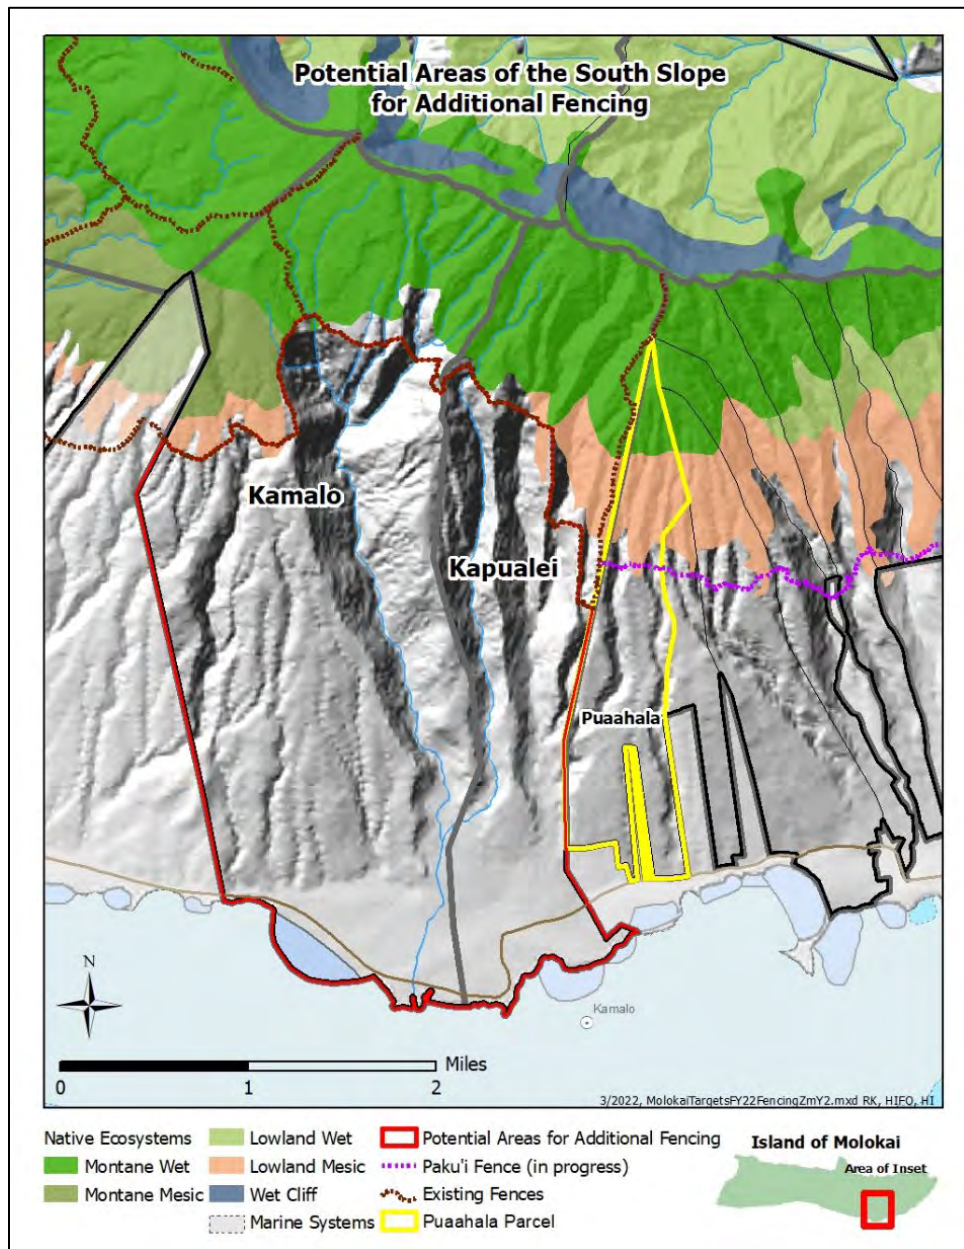 Potential Areas of the South Slope
for Additional Fencing
Kamalo
Kapualei
Puaahala
Kamalo
N
Miles
0 1 2
3/2022, MolokaiTargetsFY22FencingZmY2.mxd RK, HIFO, HI
Native Ecosystems
Montane Wet
Montane Mesic
Lowland Wet
Lowland Mesic
Wet Cliff
Marine Systems
Potential Areas for Additional Fencing
Paku'i Fence (in progress)
Existing Fences
Puaahala Parcel
Island of Molokai
Area of Inset